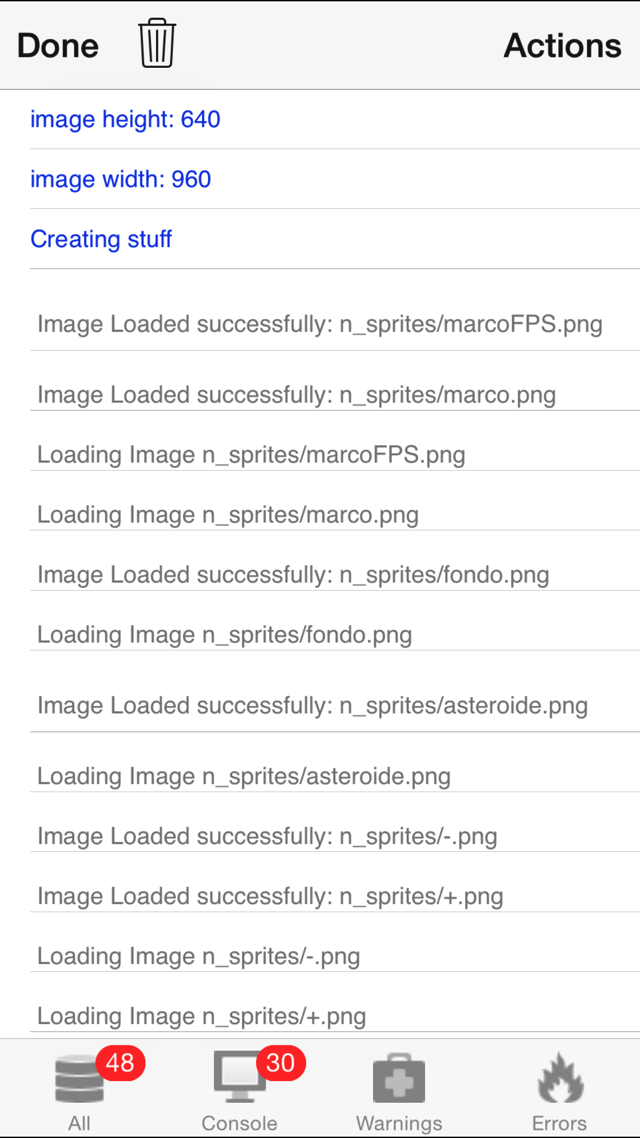 Done
Actions
image height: 640
image width: 960
Creating stuff
Image Loaded successfully: n_sprites/marcoFPS.png
Image Loaded successfully: n_sprites/marco.png
Loading Image n_sprites/marcoFPS.png
Loading Image n_sprites/marco.png
Image Loaded successfully: n_sprites/fondo.png
Loading Image n_sprites/fondo.png
Image Loaded successfully: n_sprites/asteroide.png
Loading Image n_sprites/asteroide.png
Image Loaded successfully: n_sprites/-.png
Image Loaded successfully: n_sprites/+.png
Loading Image n_sprites/-.png
Loading Image n_sprites/+.png
48
30
All
Console
Warnings
Errors